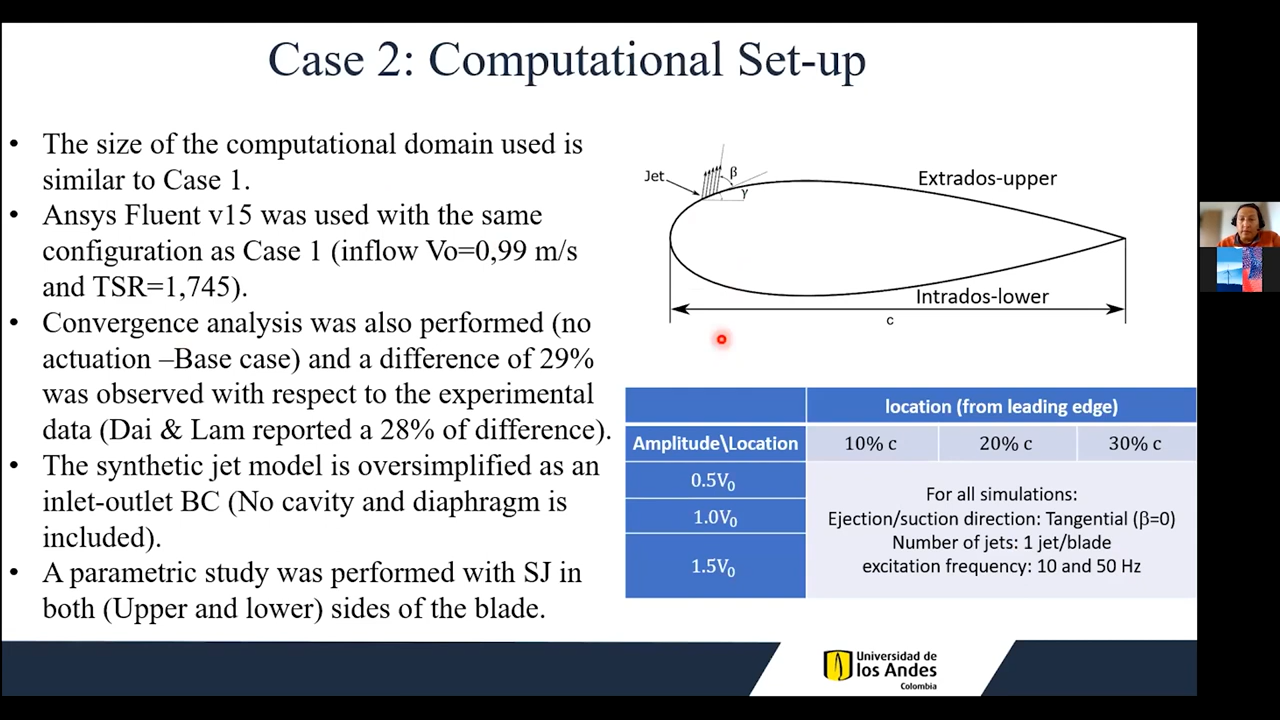 Case 2: Computational Set-up
• The size of the computational domain used is
similar to Case 1.
• Ansys Fluent v15 was used with the same
configuration as Case 1 (inflow Vo=0,99 m/s
and TSR=1,745).
• Convergence analysis was also performed (no
actuation –Base case) and a difference of 29%
was observed with respect to the experimental
data (Dai & Lam reported a 28% of difference).
• The synthetic jet model is oversimplified as an
inlet-outlet BC (No cavity and diaphragm is
included).
• A parametric study was performed with SJ in
both (Upper and lower) sides of the blade.
Jet
β
γ
Extrados-upper
Intrados-lower
c
location (from leading edge)
Amplitude\Location 10% c 20% c 30% c
0.5V₀
1.0V₀
1.5V₀
For all simulations:
Ejection/suction direction: Tangential (β=0)
Number of jets: 1 jet/blade
excitation frequency: 10 and 50 Hz
Universidad de
los Andes
Colombia